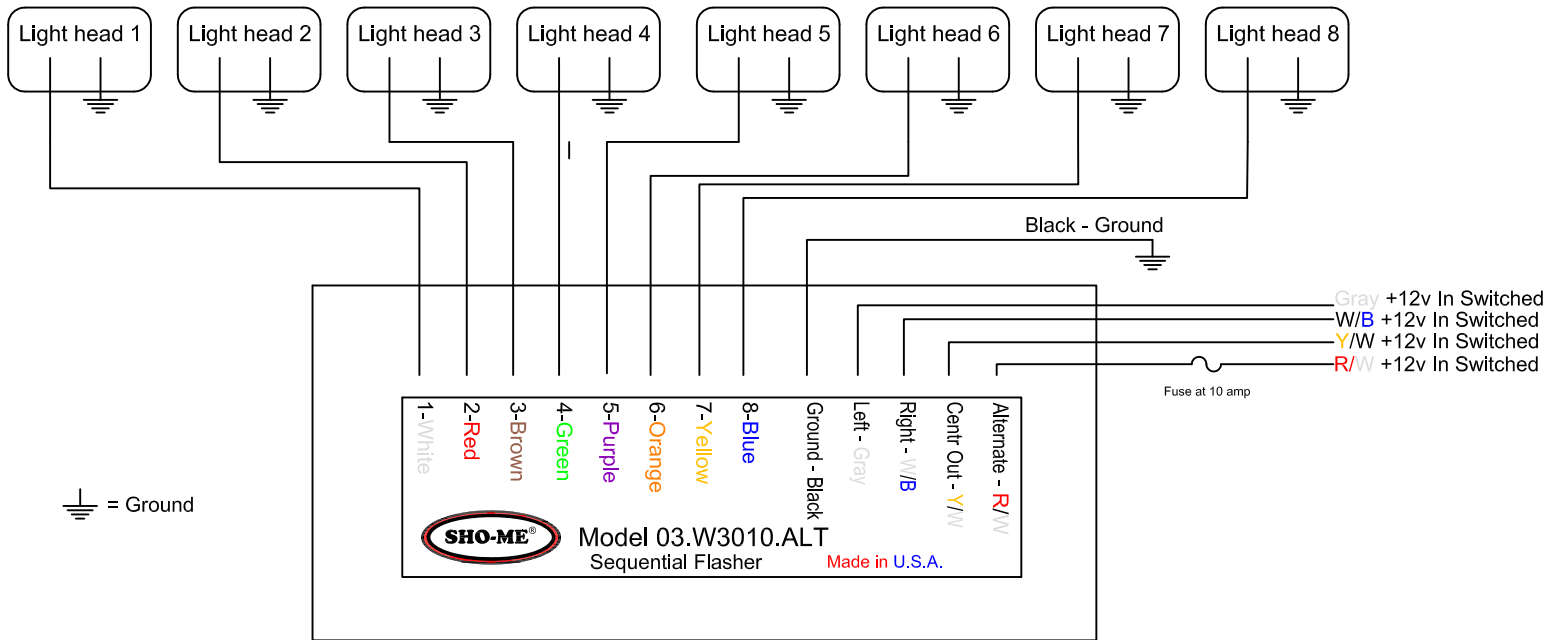 Light head 1
Light head 2
Light head 3
Light head 4
Light head 5
Light head 6
Light head 7
Light head 8
Black - Ground
Gray +12v In Switched
W/B +12v In Switched
Y/W +12v In Switched
R/W +12v In Switched
Fuse at 10 amp
1-White
2-Red
3-Brown
4-Green
5-Purple
6-Orange
7-Yellow
8-Blue
Ground - Black
Left - Gray
Right - W/B
Centr Out - Y/W
Alternate - R/W
= Ground
SHO-ME®
Model 03.W3010.ALT
Sequential Flasher
Made in U.S.A.